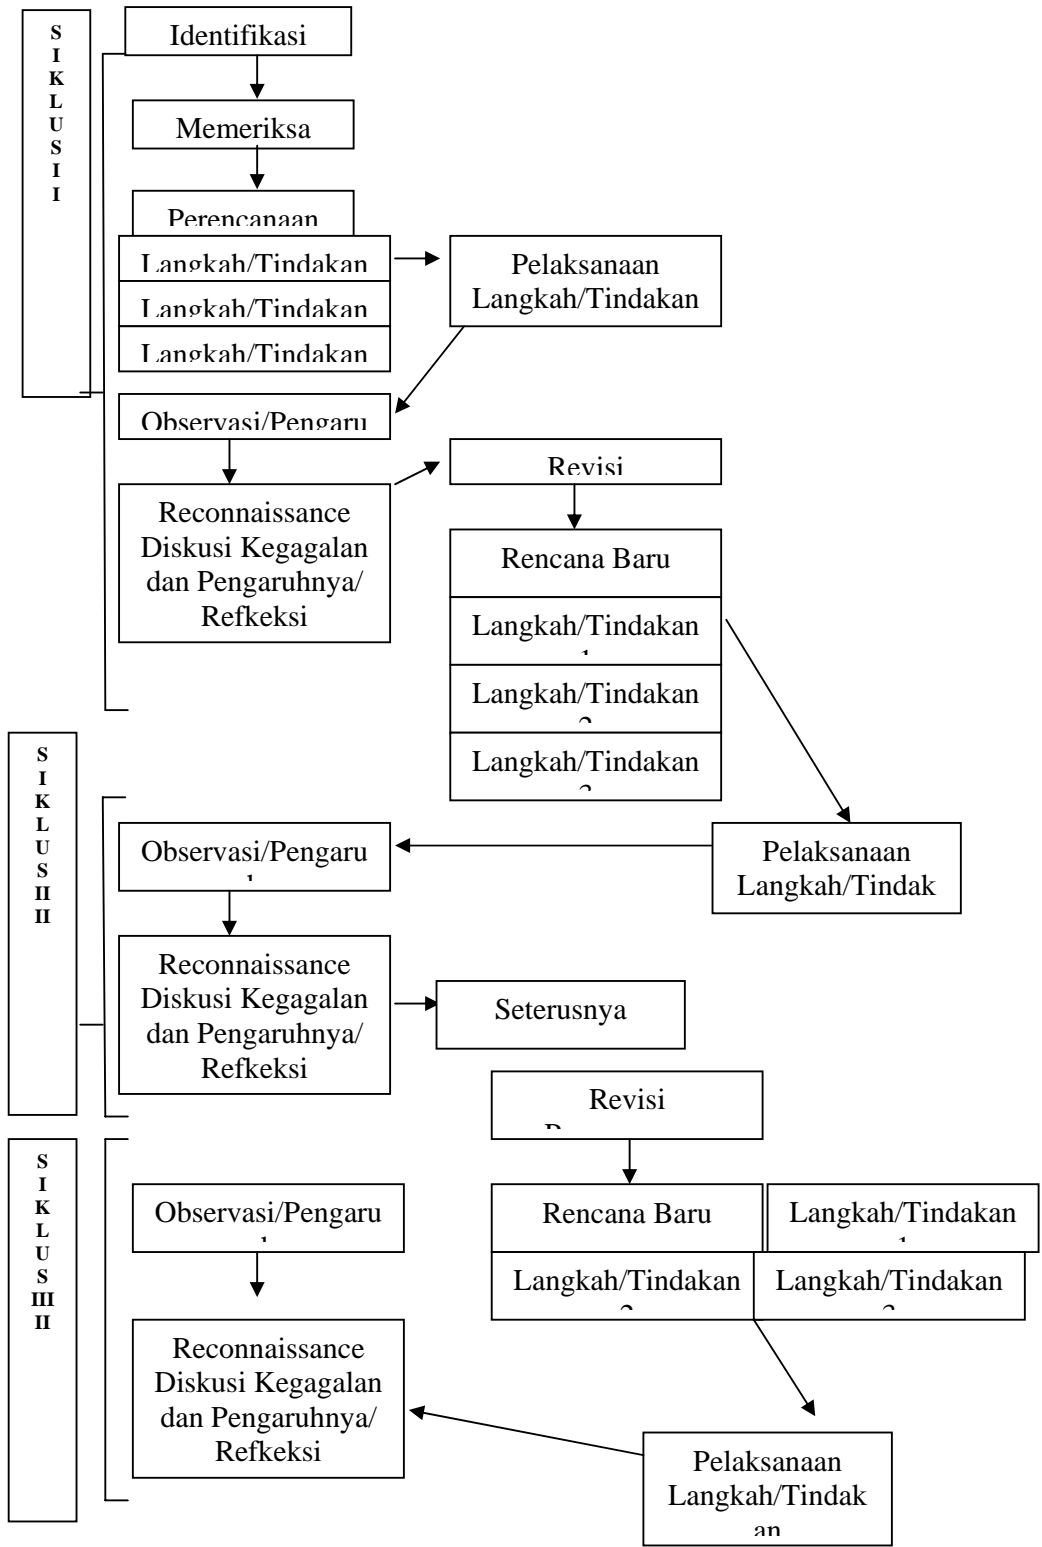 S
I
K
L
U
S
I
I
Identifikasi
Memeriksa
Perencanaan
Langkah/Tindakan
Langkah/Tindakan
Langkah/Tindakan
Pelaksanaan
Langkah/Tindakan
Observasi/Pengaru
Revisi
Reconnaissance
Diskusi Kegagalan
dan Pengaruhnya/
Refkeksi
Rencana Baru
Langkah/Tindakan
Langkah/Tindakan
Langkah/Tindakan
S
I
K
L
U
S
II
II
Observasi/Pengaru
Pelaksanaan
Langkah/Tindak
Reconnaissance
Diskusi Kegagalan
dan Pengaruhnya/
Refkeksi
Seterusnya
Revisi
S
I
K
L
U
S
III
II
Observasi/Pengaru
Rencana Baru
Langkah/Tindakan
Langkah/Tindakan
Langkah/Tindakan
Reconnaissance
Diskusi Kegagalan
dan Pengaruhnya/
Refkeksi
Pelaksanaan
Langkah/Tindak
an